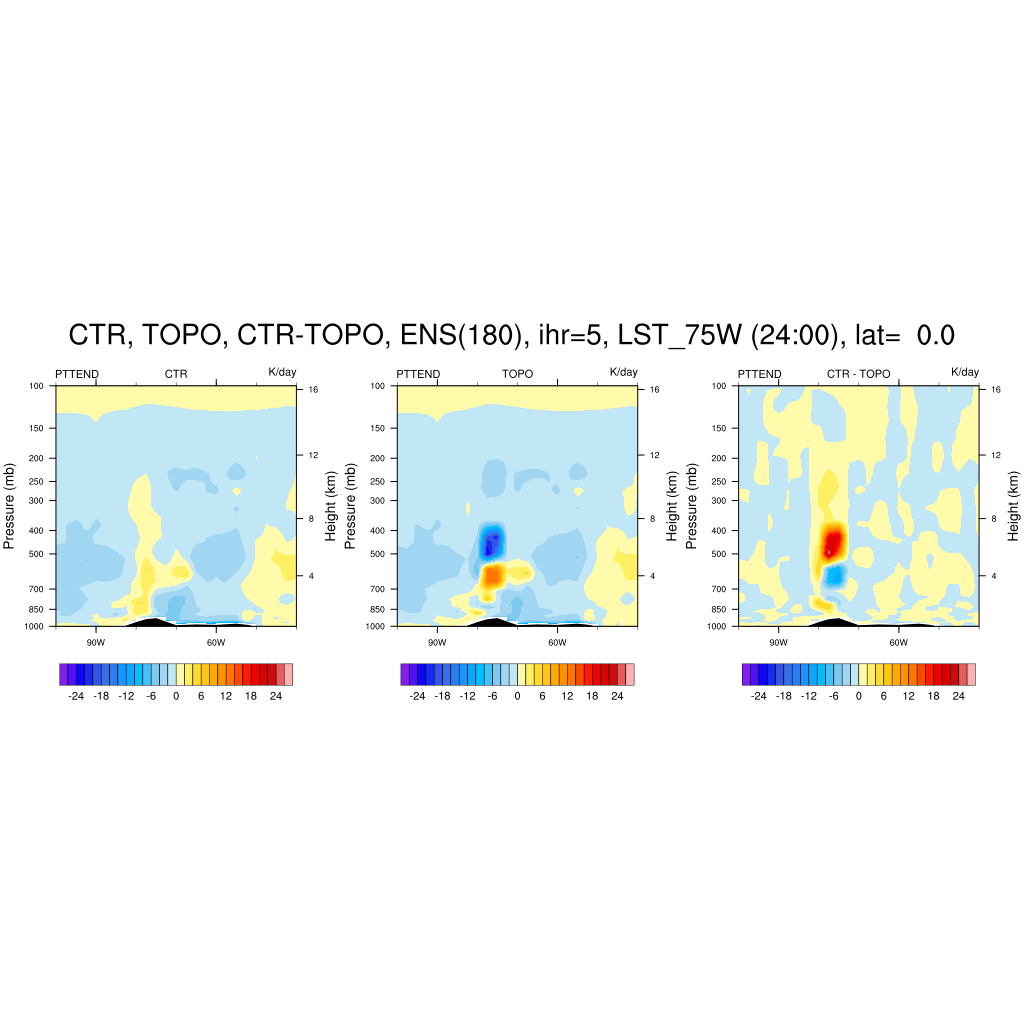 CTR, TOPO, CTR-TOPO, ENS(180), ihr=5, LST_75W (24:00), lat=  0.0
PTTEND CTR K/day
100
150
200
250
300
400
500
700
850
1000
Pressure (mb)
16
12
8
4
Height (km)
90W 60W
-24 -18 -12 -6 0 6 12 18 24
PTTEND TOPO K/day
100
150
200
250
300
400
500
700
850
1000
Pressure (mb)
16
12
8
4
Height (km)
90W 60W
-24 -18 -12 -6 0 6 12 18 24
PTTEND CTR - TOPO K/day
100
150
200
250
300
400
500
700
850
1000
Pressure (mb)
16
12
8
4
Height (km)
90W 60W
-24 -18 -12 -6 0 6 12 18 24